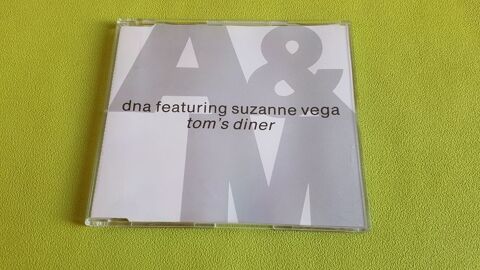 A&
M
dna featuring suzanne vega
tom's diner